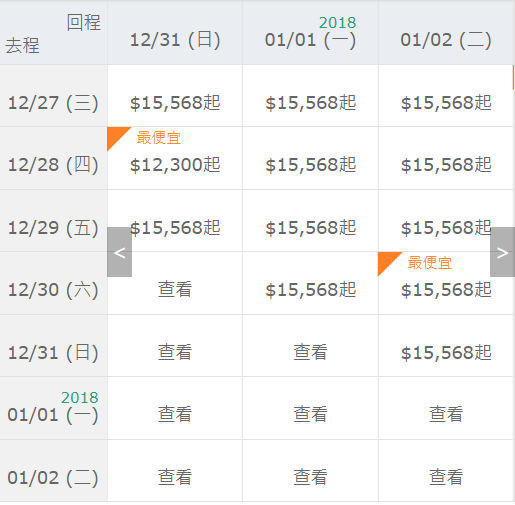 回程
去程
12/31 (日)
2018
01/01 (一)
01/02 (二)
12/27 (三) $15,568起 $15,568起 $15,568起
最便宜
12/28 (四) $12,300起 $15,568起 $15,568起
12/29 (五) $15,568起 $15,568起 $15,568起
< >
最便宜
12/30 (六) 查看 $15,568起 $15,568起
12/31 (日) 查看 查看 $15,568起
2018
01/01 (一) 查看 查看 查看
01/02 (二) 查看 查看 查看